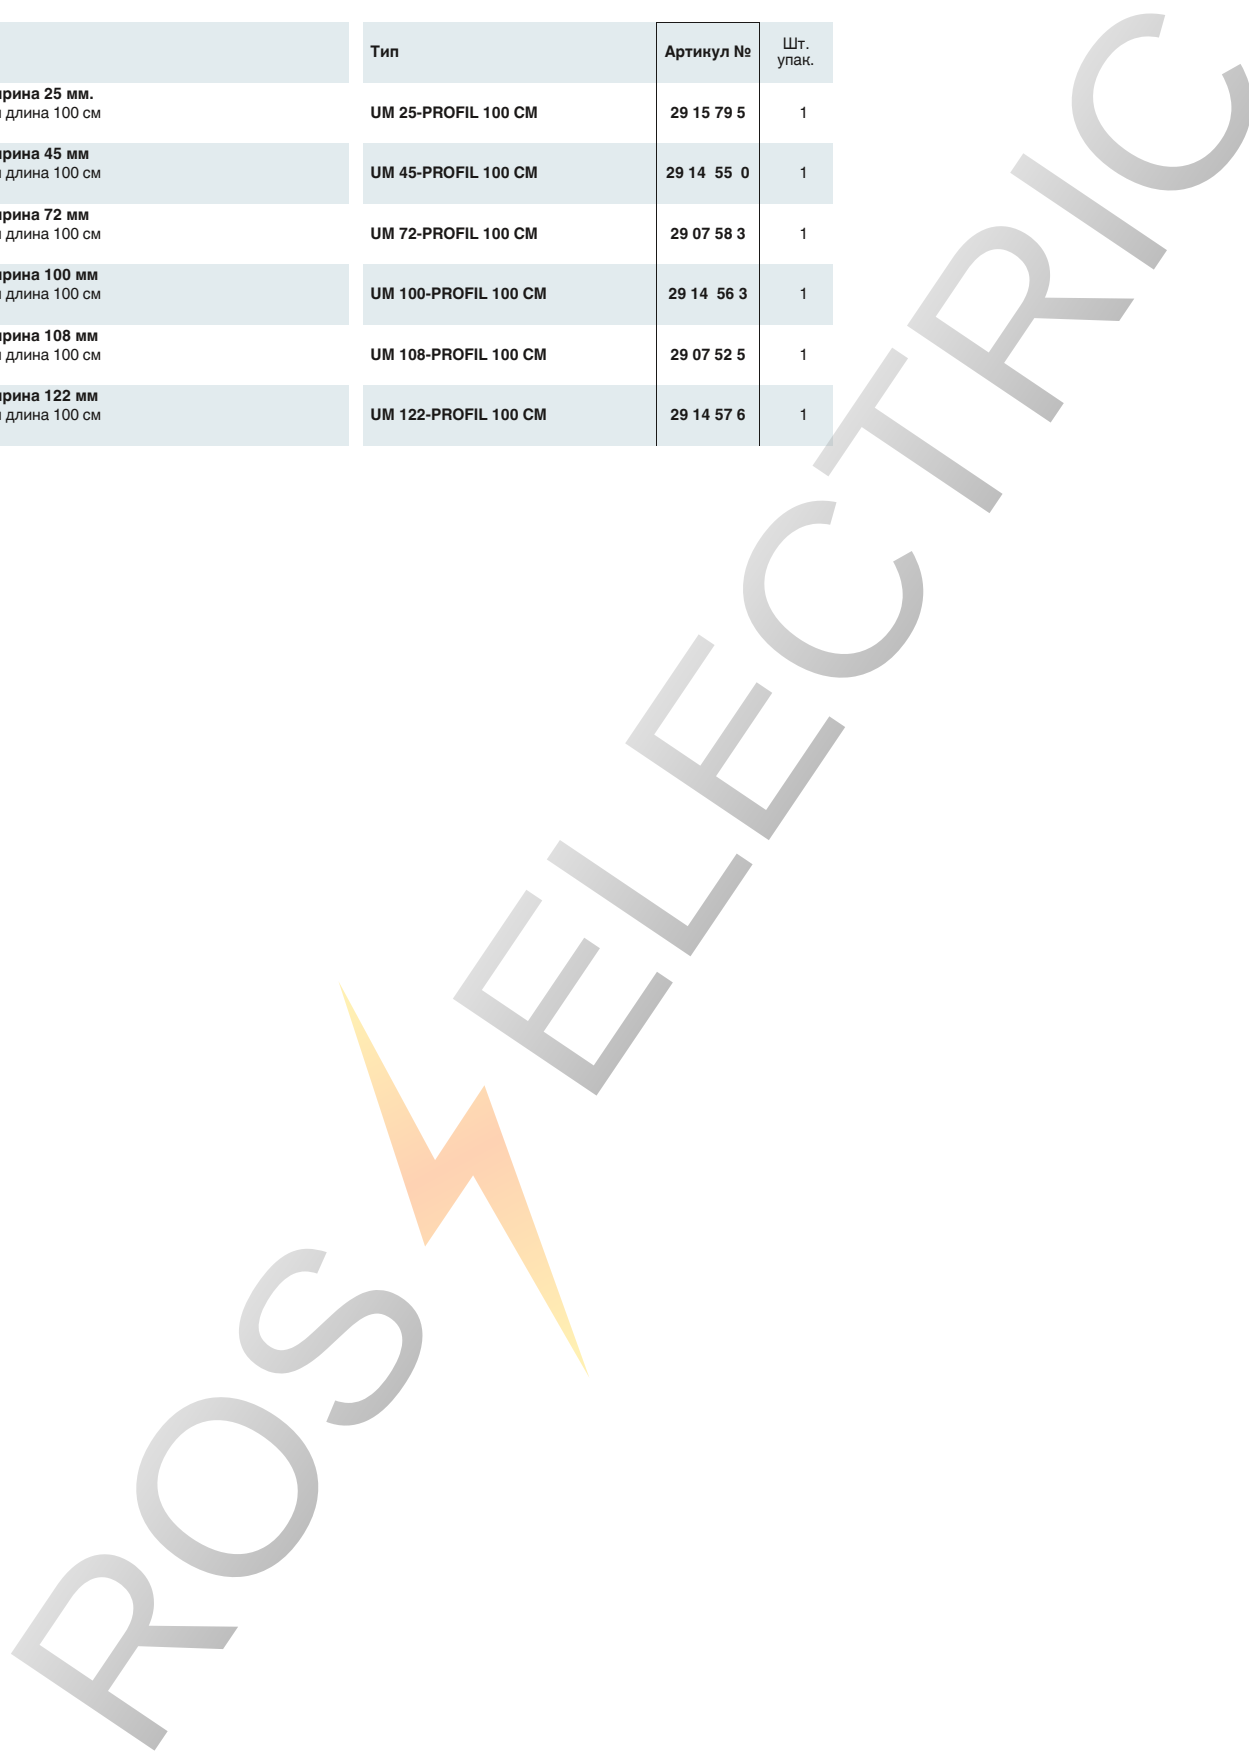 Тип Артикул № Шт. упак.
рина 25 мм.
длина 100 см
UM 25-PROFIL 100 CM 29 15 79 5 1
рина 45 мм
длина 100 см
UM 45-PROFIL 100 CM 29 14 55 0 1
рина 72 мм
длина 100 см
UM 72-PROFIL 100 CM 29 07 58 3 1
рина 100 мм
длина 100 см
UM 100-PROFIL 100 CM 29 14 56 3 1
рина 108 мм
длина 100 см
UM 108-PROFIL 100 CM 29 07 52 5 1
рина 122 мм
длина 100 см
UM 122-PROFIL 100 CM 29 14 57 6 1
ROS ELECTRIC